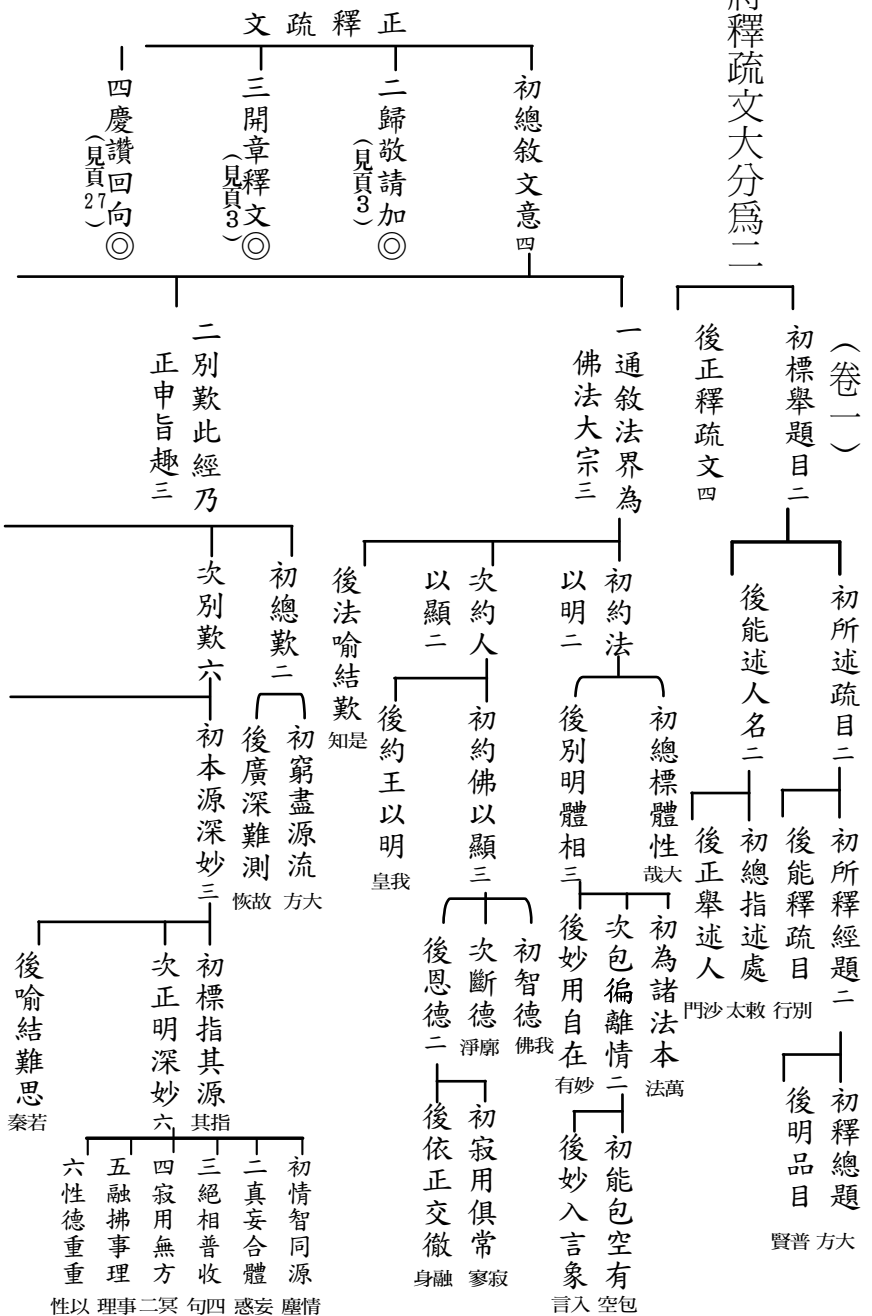 將釋疏文大分爲二
（卷一）
初標舉題目二
後正釋疏文四
初所述疏目二
後能述人名二
初所釋經題二
後能釋疏目
行別
初總指述處
太敕
後正舉述人
門沙
初釋總題
方大
後明品目
賢普
文疏釋正
初總敘文意四
二歸敬請加◎
（見頁3）
三開章釋文◎
（見頁3）
四慶讚回向◎
（見頁27）
一通敘法界為
佛法大宗三
二別歎此經乃
正申旨趣三
初約法
以明二
次約人
以顯二
後法喻結歎
知是
初總標體性
哉大
後別明體相三
初為諸法本
法萬
次包徧離情二
後妙用自在
有妙
初能包空有
空包
後妙入言象
言入
初約佛以顯三
後約王以明
皇我
初智德
佛我
次斷德
淨廓
後恩德二
初寂用俱常
寥寂
後依正交徹
身融
初總歎二
次別歎六
初窮盡源流
方大
後廣深難測
恢故
初本源深妙三
初標指其源
其指
次正明深妙六
後喻結難思
秦若
初情智同源
塵情
二真妄合體
惑妄
三絕相普收
句四
四寂用無方
二冥
五融拂事理
理事
六性德重重
性以